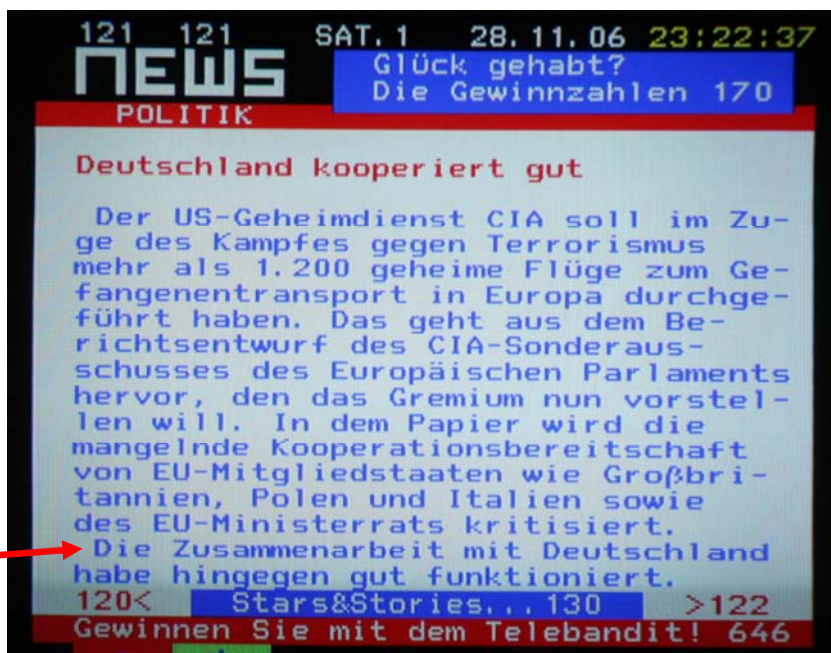 121 121 SAT.1 28.11.06 23:22:37
NEWS
Glück gehabt?
Die Gewinnzahlen 170
POLITIK
Deutschland kooperiert gut
Der US-Geheimdienst CIA soll im Zu-
ge des Kampfes gegen Terrorismus
mehr als 1.200 geheime Flüge zum Ge-
fangenentransport in Europa durchge-
führt haben. Das geht aus dem Be-
richtsentwurf des CIA-Sonderaus-
schusses des Europäischen Parlaments
hervor, den das Gremium nun vorstel-
len will. In dem Papier wird die
mangelnde Kooperationsbereitschaft
von EU-Mitgliedstaaten wie Großbri-
tannien, Polen und Italien sowie
des EU-Ministerrats kritisiert.
Die Zusammenarbeit mit Deutschland
habe hingegen gut funktioniert.
120< Stars&Stories...130 >122
Gewinnen Sie mit dem Telebandit! 646